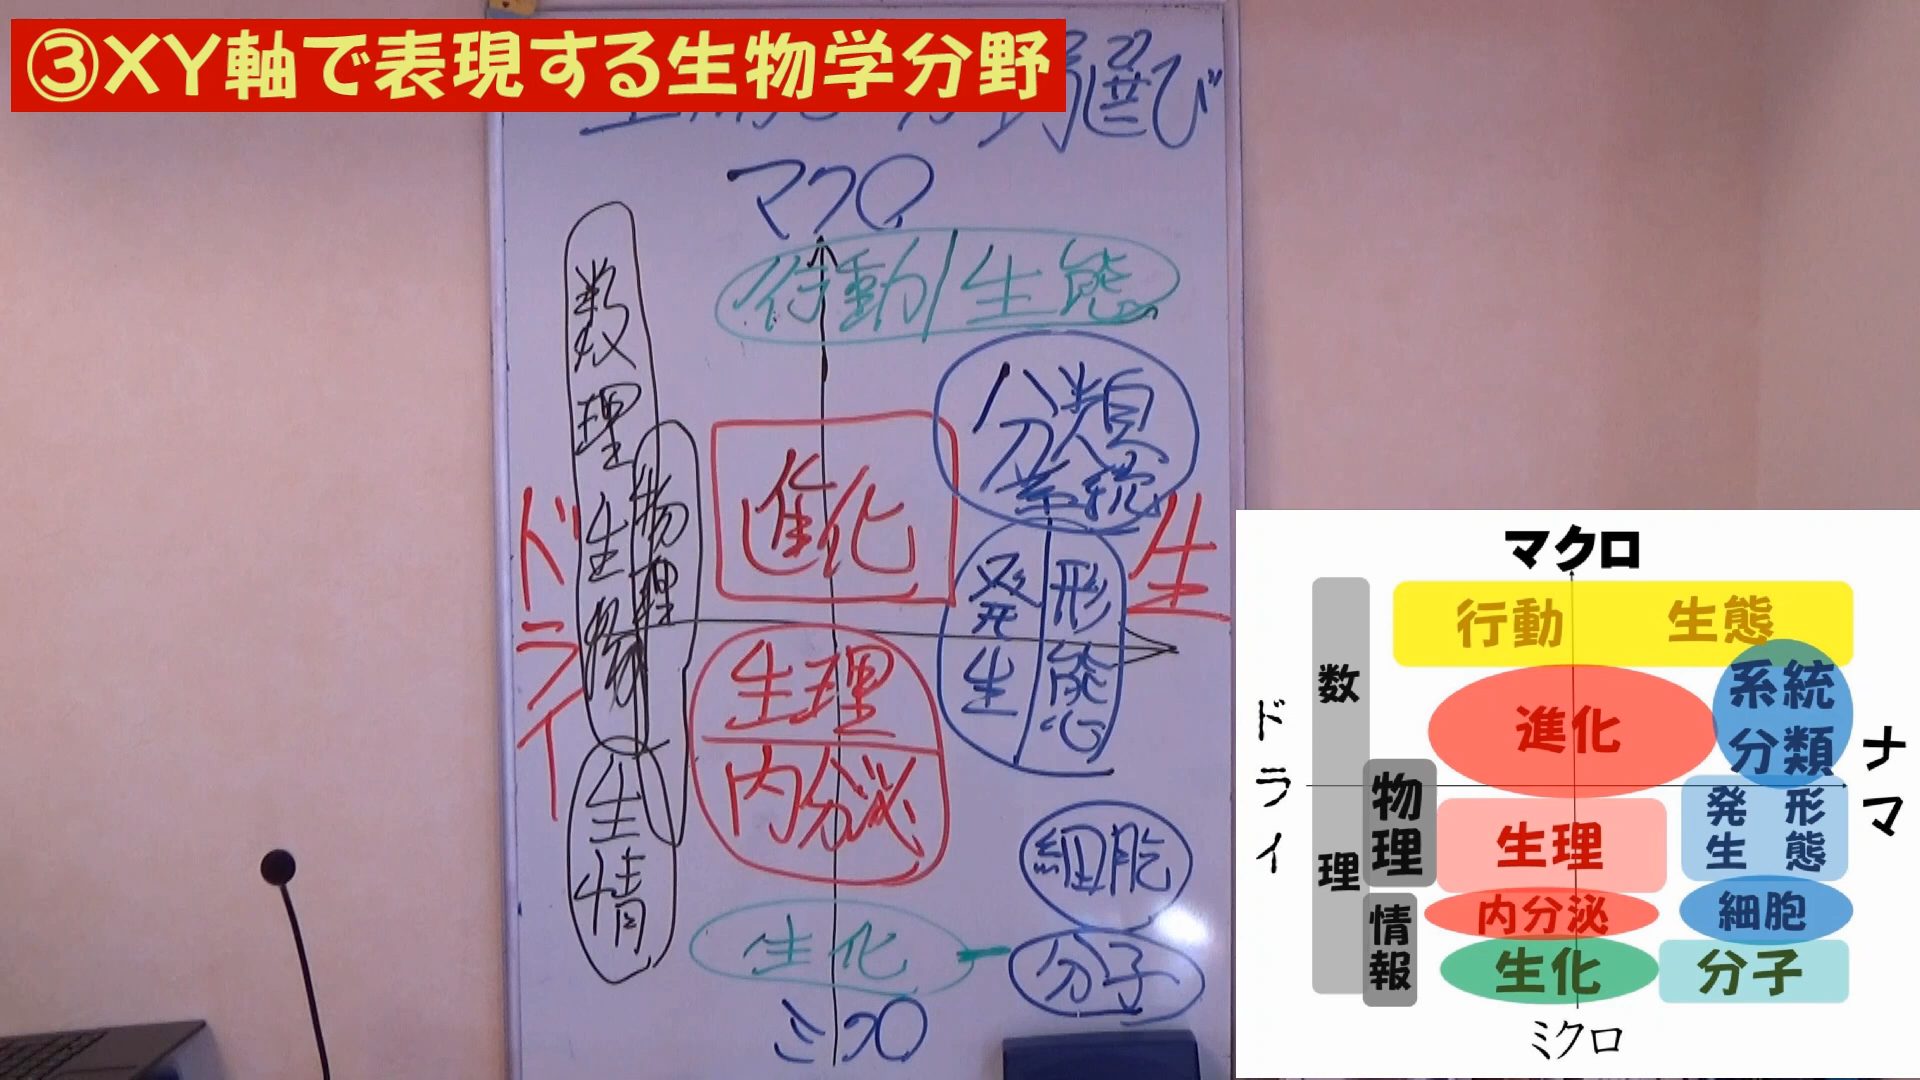 ③XY軸で表現する生物学分野
選び
マクロ
行動/生態
数理生物
物理
分類
系統
進化
ドライ
生
発生
形態
生理
内分泌
生情
細胞
生化
分子
ミクロ
マクロ
行動 生態
数理
系統
分類
進化
ドライ
ナマ
物理
生理
発生
形態
内分泌
細胞
情報
生化
分子
ミクロ